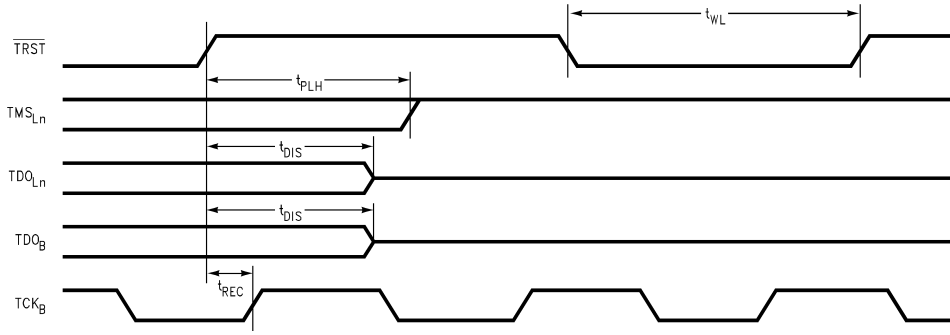 t_WL
TRST
t_PLH
TMS_Ln
t_DIS
TDO_Ln
t_DIS
TDO_B
t_REC
TCK_B